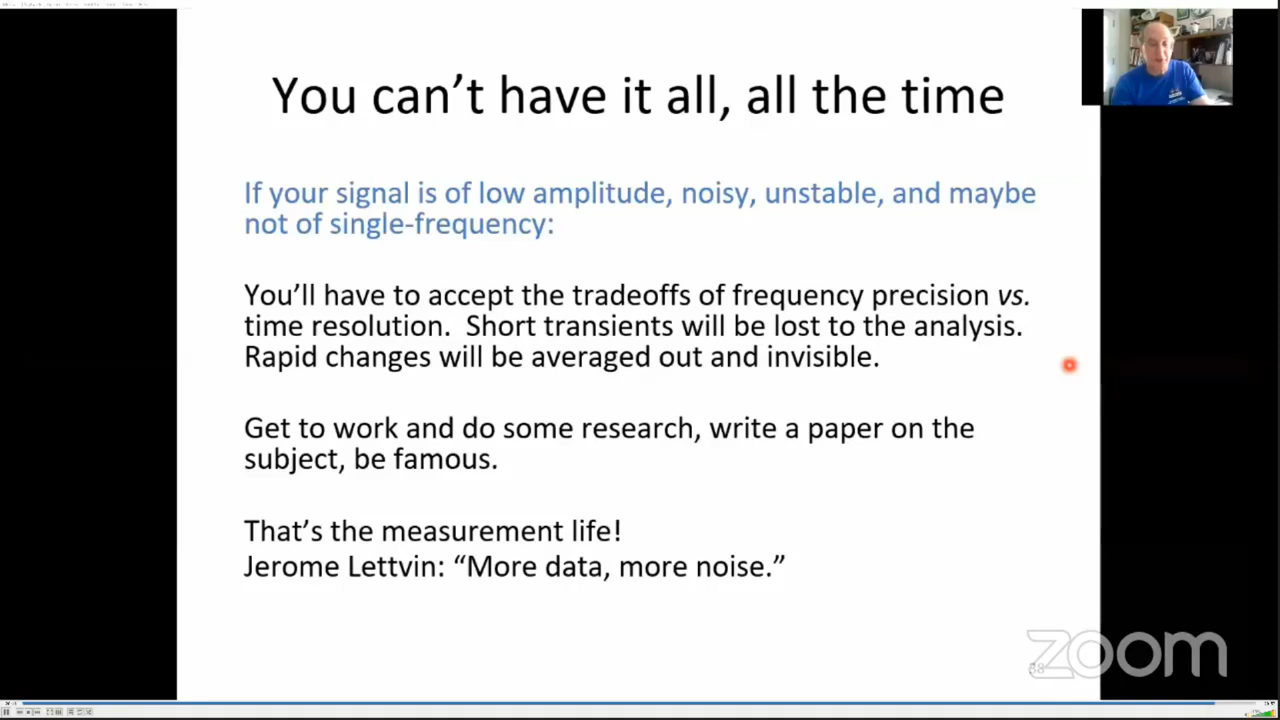 You can’t have it all, all the time
If your signal is of low amplitude, noisy, unstable, and maybe
not of single-frequency:
You’ll have to accept the tradeoffs of frequency precision vs.
time resolution.  Short transients will be lost to the analysis.
Rapid changes will be averaged out and invisible.
Get to work and do some research, write a paper on the
subject, be famous.
That’s the measurement life!
Jerome Lettvin: “More data, more noise.”
zoom